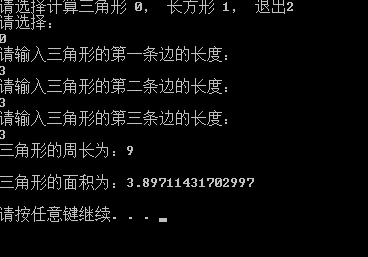 请选择计算三角形 0, 长方形 1, 退出2
请选择:
0
请输入三角形的第一条边的长度:
3
请输入三角形的第二条边的长度:
3
请输入三角形的第三条边的长度:
3
三角形的周长为: 9
三角形的面积为: 3.89711431702997
请按任意键继续. . .